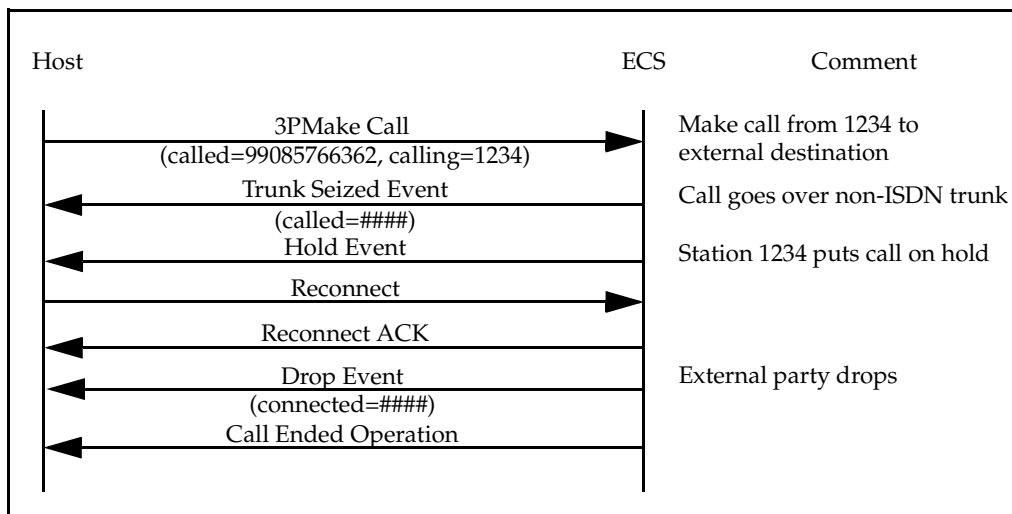 Host ECS Comment
3PMake Call
(called=99085766362, calling=1234)
Make call from 1234 to
external destination
Trunk Seized Event
(called=####)
Call goes over non-ISDN trunk
Hold Event
Station 1234 puts call on hold
Reconnect
Reconnect ACK
Drop Event
(connected=####)
External party drops
Call Ended Operation